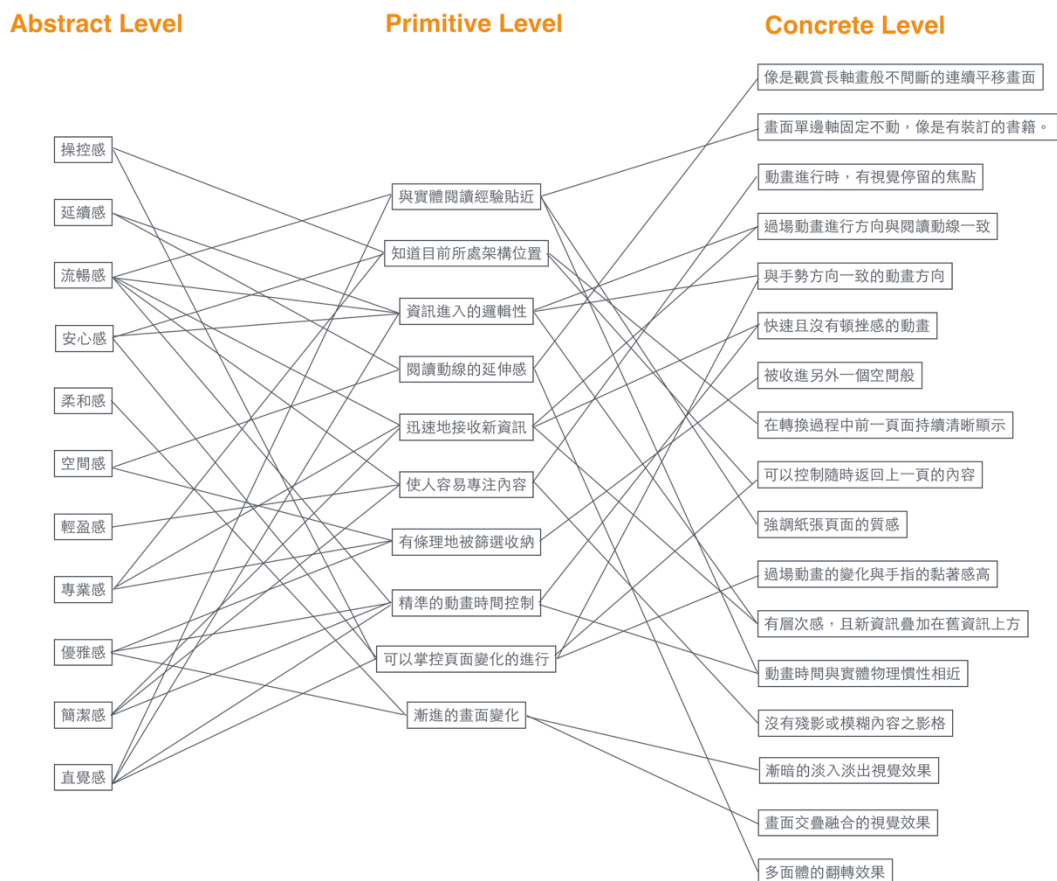 Abstract Level
Primitive Level
Concrete Level
操控感
延續感
流暢感
安心感
柔和感
空間感
輕盈感
專業感
優雅感
簡潔感
直覺感
與實體閱讀經驗貼近
知道目前所處架構位置
資訊進入的邏輯性
閱讀動線的延伸感
迅速地接收新資訊
使人容易專注內容
有條理地被篩選收納
精準的動畫時間控制
可以掌控頁面變化的進行
漸進的畫面變化
像是觀賞長軸畫般不間斷的連續平移畫面
畫面單邊軸固定不動，像是有裝訂的書籍。
動畫進行時，有視覺停留的焦點
過場動畫進行方向與閱讀動線一致
與手勢方向一致的動畫方向
快速且沒有頓挫感的動畫
被收進另外一個空間般
在轉換過程中前一頁面持續清晰顯示
可以控制隨時返回上一頁的內容
強調紙張頁面的質感
過場動畫的變化與手指的黏著感高
有層次感，且新資訊疊加在舊資訊上方
動畫時間與實體物理慣性相近
沒有殘影或模糊內容之影格
漸暗的淡入淡出視覺效果
畫面交疊融合的視覺效果
多面體的翻轉效果